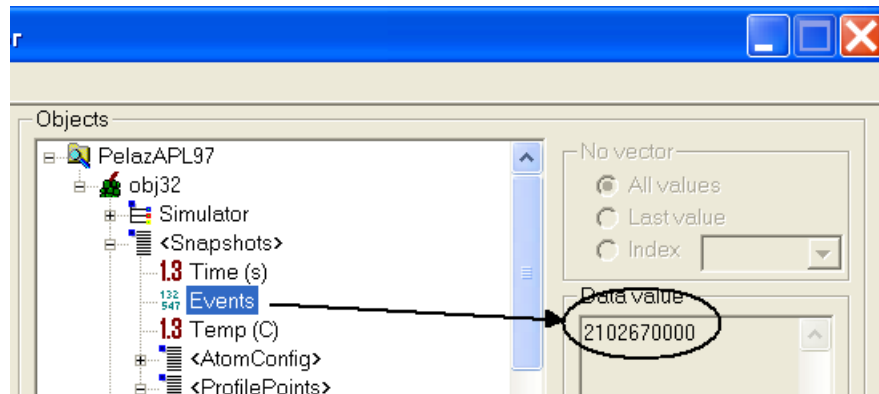 r
Objects
PelazAPL97
obj32
Simulator
<Snapshots>
1.3 Time (s)
132
547 Events
1.3 Temp (C)
<AtomConfig>
<ProfilePoints>
No vector
All values
Last value
Index
Data value
2102670000